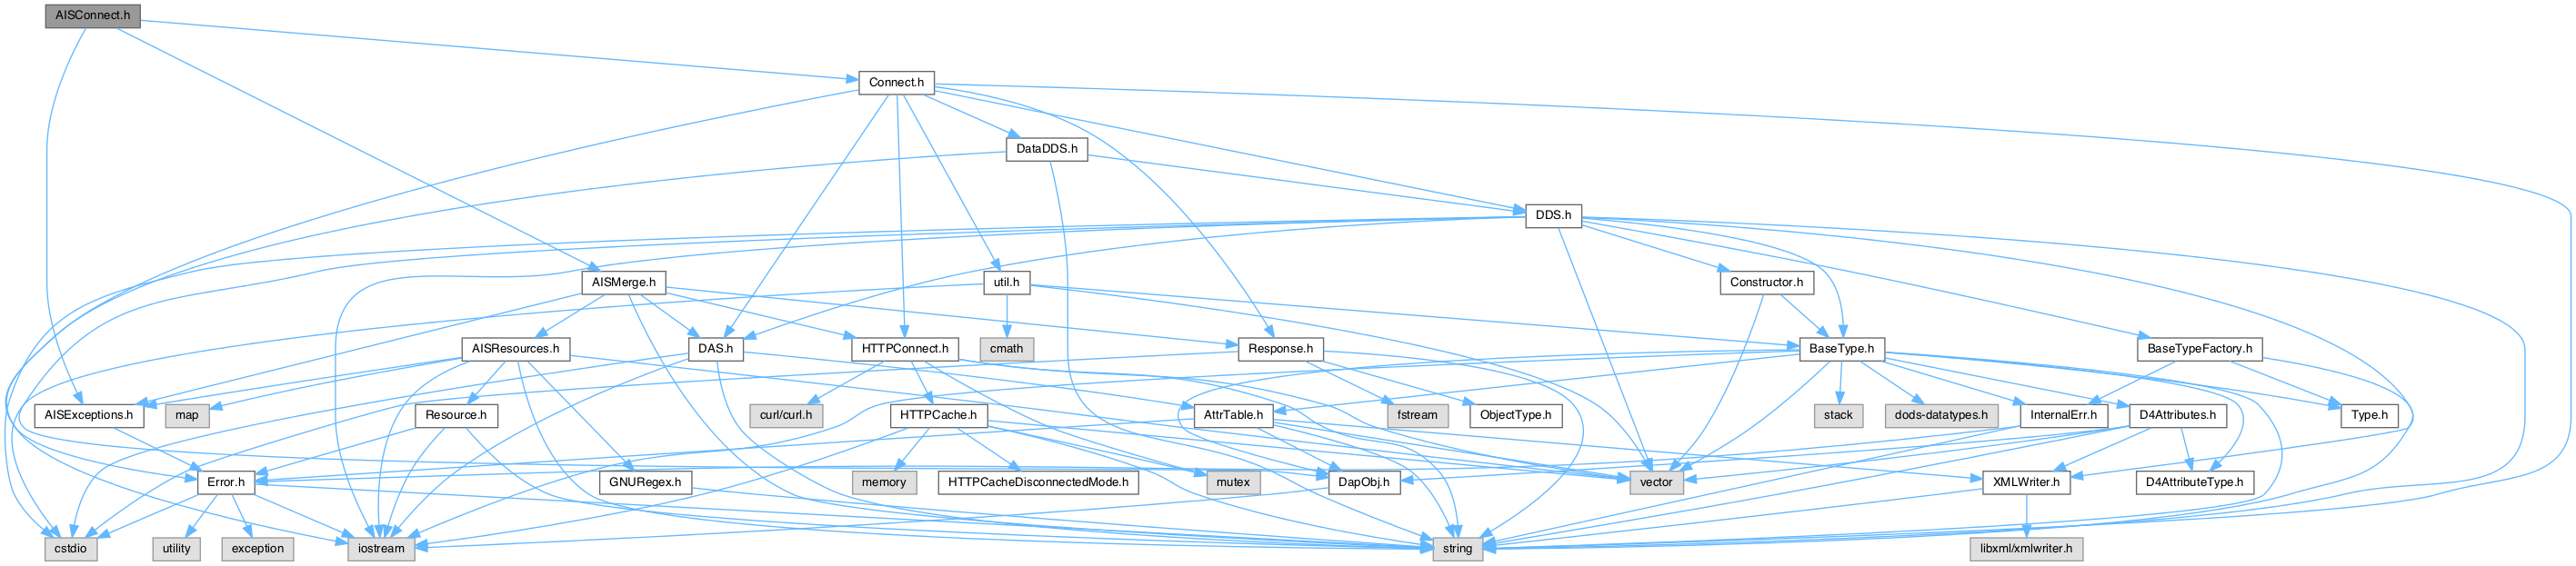 AISConnect.h
Connect.h
DataDDS.h
DDS.h
AISMerge.h
util.h
Constructor.h
AISResources.h
DAS.h
HTTPConnect.h
cmath
Response.h
BaseType.h
BaseTypeFactory.h
AISExceptions.h
map
Resource.h
curl/curl.h
HTTPCache.h
AttrTable.h
fstream
ObjectType.h
stack
dods-datatypes.h
InternalErr.h
D4Attributes.h
Type.h
Error.h
GNURegex.h
memory
HTTPCacheDisconnectedMode.h
mutex
DapObj.h
vector
XMLWriter.h
D4AttributeType.h
cstdio
utility
exception
iostream
string
libxml/xmlwriter.h